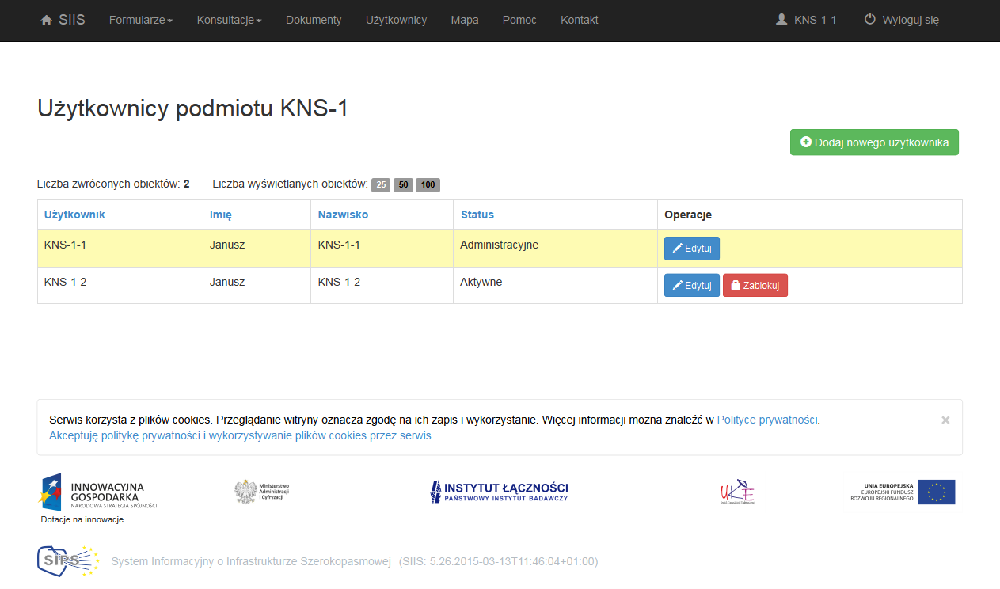 SIIS Formularze Konsultacje Dokumenty Użytkownicy Mapa Pomoc Kontakt KNS-1-1 Wyloguj się
Użytkownicy podmiotu KNS-1
Dodaj nowego użytkownika
Liczba zwróconych obiektów: 2 Liczba wyświetlanych obiektów: 25 50 100
Użytkownik Imię Nazwisko Status Operacje
KNS-1-1 Janusz KNS-1-1 Administracyjne Edytuj
KNS-1-2 Janusz KNS-1-2 Aktywne Edytuj Zablokuj
Serwis korzysta z plików cookies. Przeglądanie witryny oznacza zgodę na ich zapis i wykorzystanie. Więcej informacji można znaleźć w Polityce prywatności. ×
Akceptuję politykę prywatności i wykorzystywanie plików cookies przez serwis.
INNOWACYJNA
GOSPODARKA
NARODOWA STRATEGIA SPÓJNOŚCI
Dotacje na innowacje
Ministerstwo
Administracji
i Cyfryzacji
INSTYTUT ŁĄCZNOŚCI
PAŃSTWOWY INSTYTUT BADAWCZY
UKE
UNIA EUROPEJSKA
EUROPEJSKI FUNDUSZ
ROZWOJU REGIONALNEGO
SIPS
System Informacyjny o Infrastrukturze Szerokopasmowej (SIIS: 5.26.2015-03-13T11:46:04+01:00)